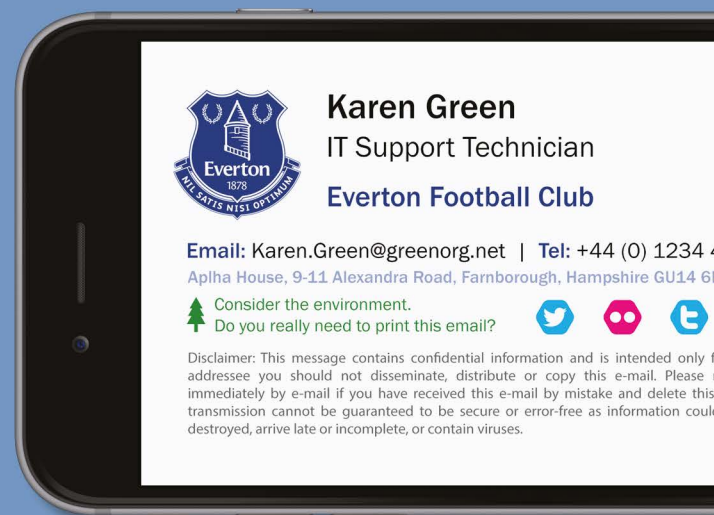 Everton
1878
NIL SATIS NISI OPTIMUM
Karen Green
IT Support Technician
Everton Football Club
Email: Karen.Green@greenorg.net | Tel: +44 (0) 1234 4
Aplha House, 9-11 Alexandra Road, Farnborough, Hampshire GU14 6
Consider the environment.
Do you really need to print this email?
Disclaimer: This message contains confidential information and is intended only f
addressee you should not disseminate, distribute or copy this e-mail. Please
immediately by e-mail if you have received this e-mail by mistake and delete this
transmission cannot be guaranteed to be secure or error-free as information coul
destroyed, arrive late or incomplete, or contain viruses.